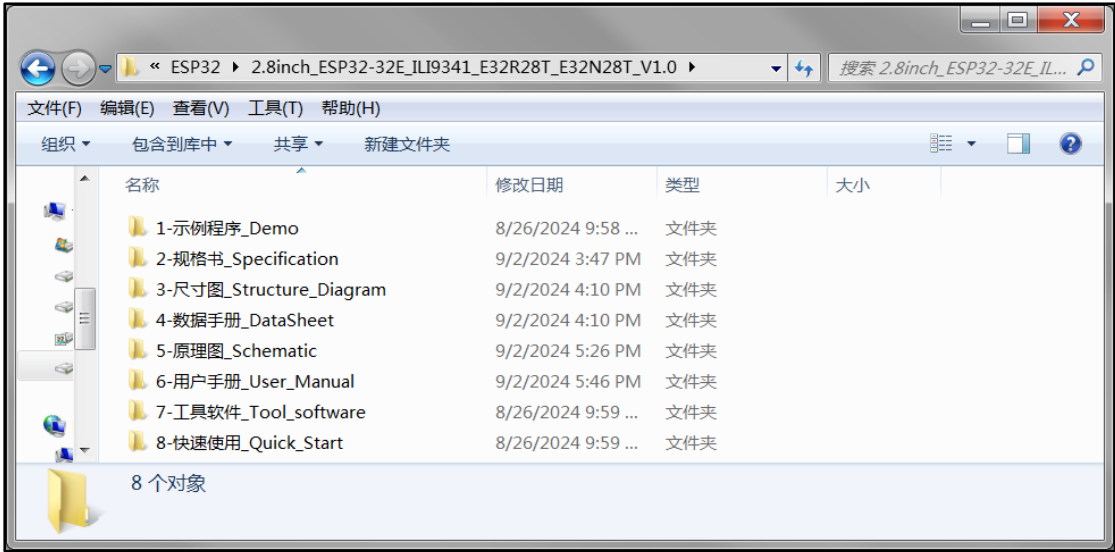 « ESP32 ▸ 2.8inch_ESP32-32E_ILI9341_E32R28T_E32N28T_V1.0 ▸ 搜索 2.8inch_ESP32-32E_IL...
文件(F) 编辑(E) 查看(V) 工具(T) 帮助(H)
组织 包含到库中 共享 新建文件夹
名称 修改日期 类型 大小
1-示例程序_Demo 8/26/2024 9:58 ... 文件夹
2-规格书_Specification 9/2/2024 3:47 PM 文件夹
3-尺寸图_Structure_Diagram 9/2/2024 4:10 PM 文件夹
4-数据手册_DataSheet 9/2/2024 4:10 PM 文件夹
5-原理图_Schematic 9/2/2024 5:26 PM 文件夹
6-用户手册_User_Manual 9/2/2024 5:46 PM 文件夹
7-工具软件_Tool_software 8/26/2024 9:59 ... 文件夹
8-快速使用_Quick_Start 8/26/2024 9:59 ... 文件夹
8 个对象